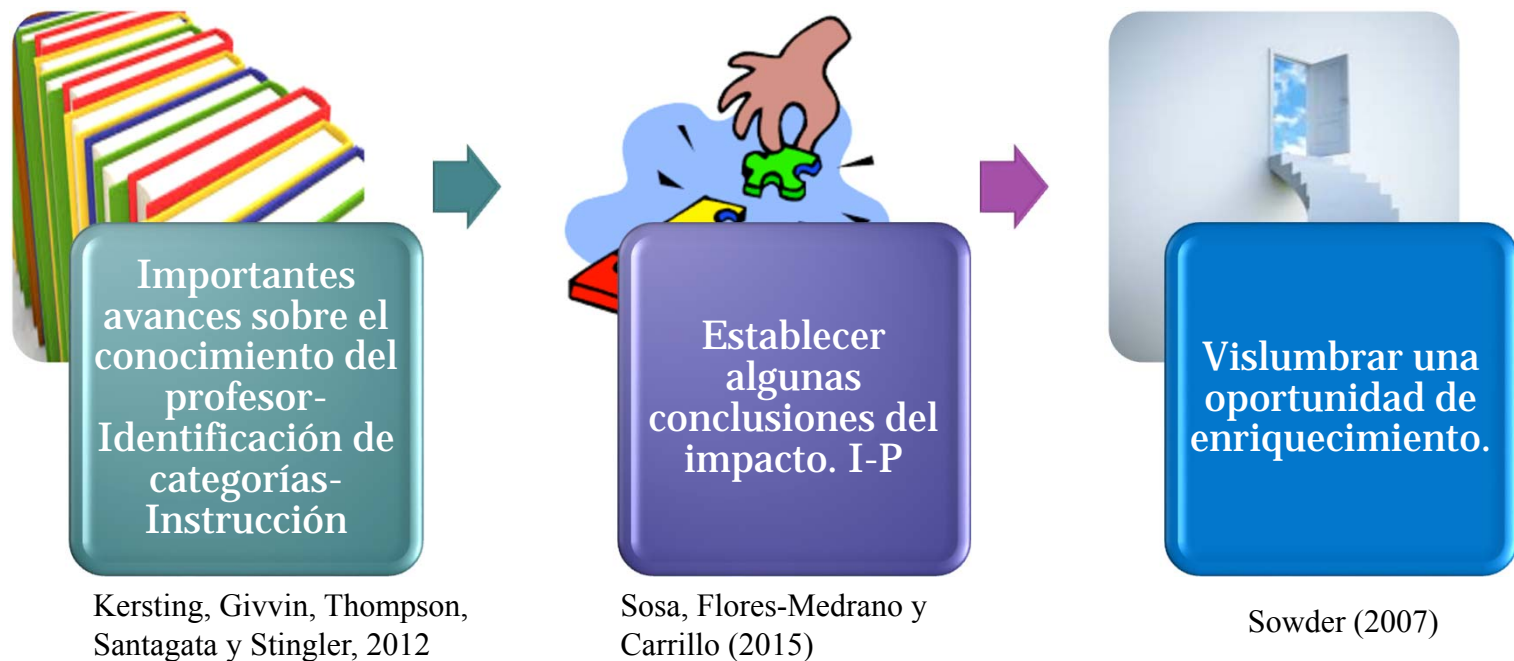 Importantes
avances sobre el
conocimiento del
profesor-
Identificación de
categorías-
Instrucción
Establecer
algunas
conclusiones del
impacto. I-P
Vislumbrar una
oportunidad de
enriquecimiento.
Kersting, Givvin, Thompson,
Santagata y Stingler, 2012
Sosa, Flores-Medrano y
Carrillo (2015)
Sowder (2007)